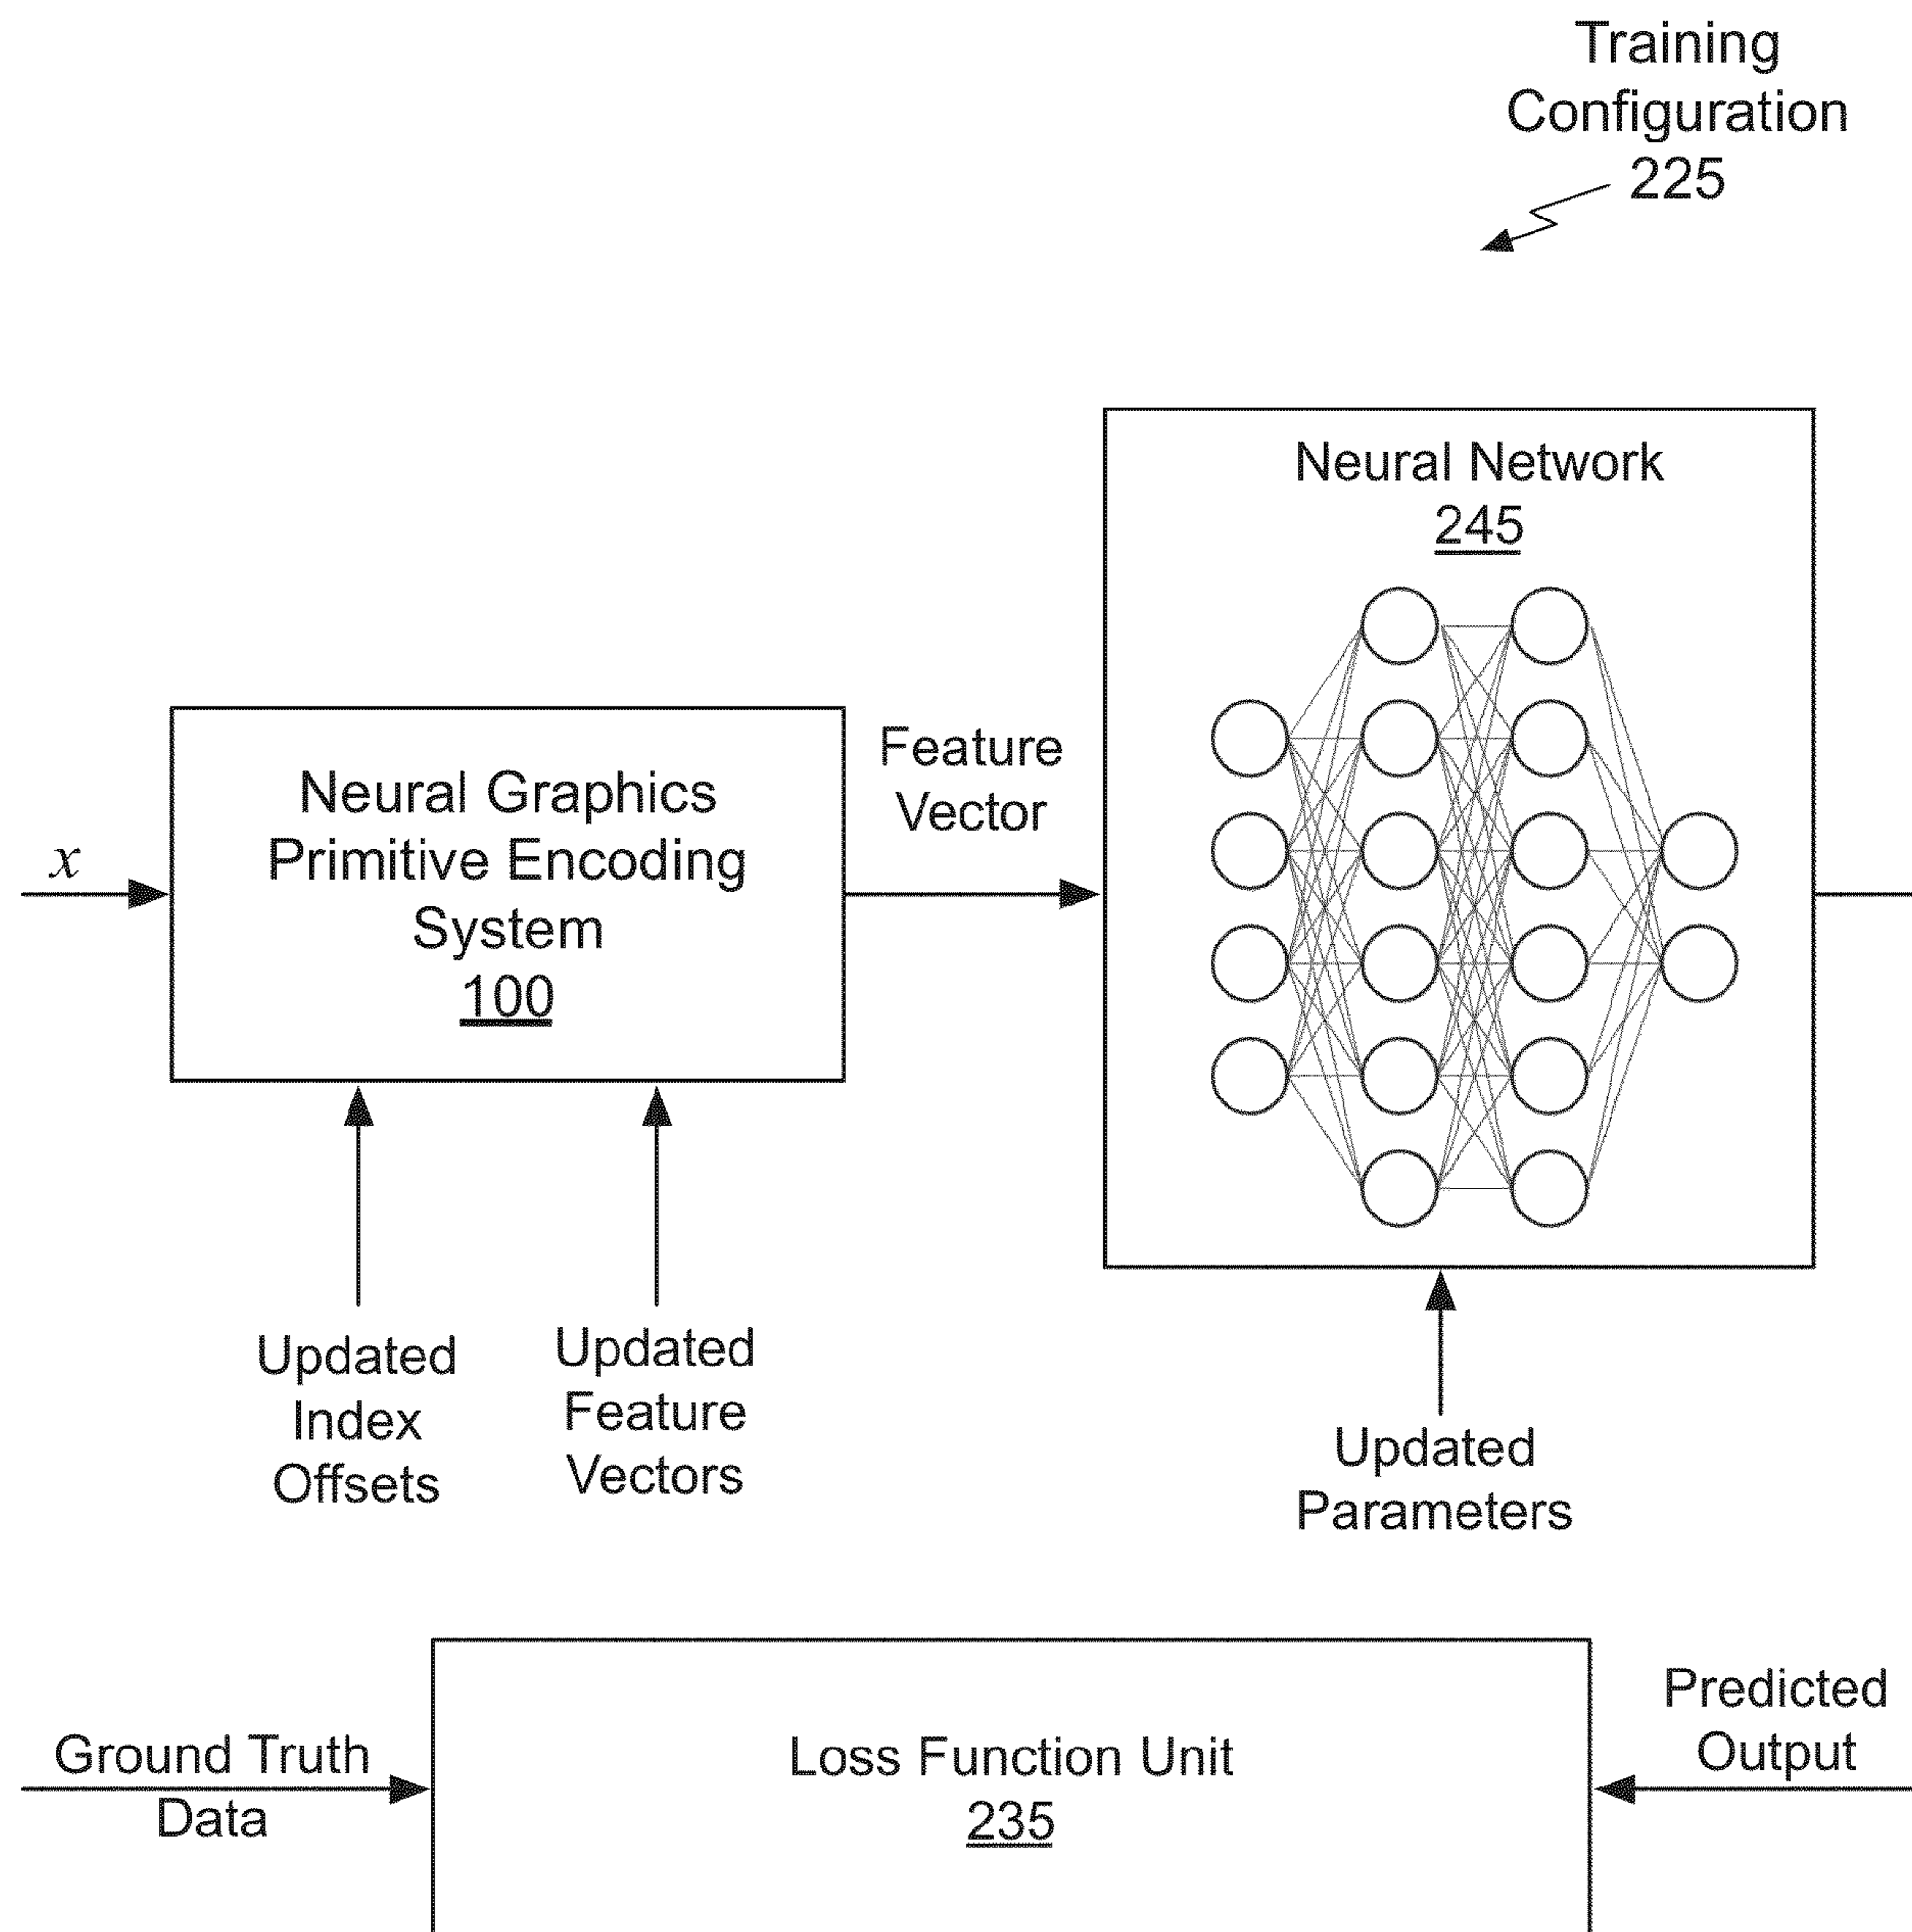 Training
Configuration
225
Neural Network
245
Feature
Vector
x
Neural Graphics
Primitive Encoding
System
100
Updated
Index
Offsets
Updated
Feature
Vectors
Updated
Parameters
Ground Truth
Data
Loss Function Unit
235
Predicted
Output